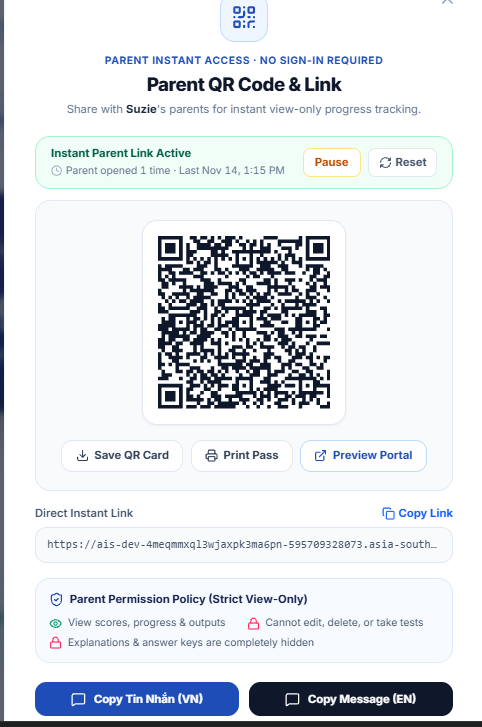 PARENT INSTANT ACCESS · NO SIGN-IN REQUIRED
Parent QR Code & Link
Share with Suzie's parents for instant view-only progress tracking.
Instant Parent Link Active
Parent opened 1 time · Last Nov 14, 1:15 PM
Pause
Reset
Save QR Card
Print Pass
Preview Portal
Direct Instant Link
Copy Link
https://ais-dev-4meqmmxql3wjaxpk3ma6pn-595709328073.asia-south…
Parent Permission Policy (Strict View-Only)
View scores, progress & outputs
Cannot edit, delete, or take tests
Explanations & answer keys are completely hidden
Copy Tin Nhắn (VN)
Copy Message (EN)